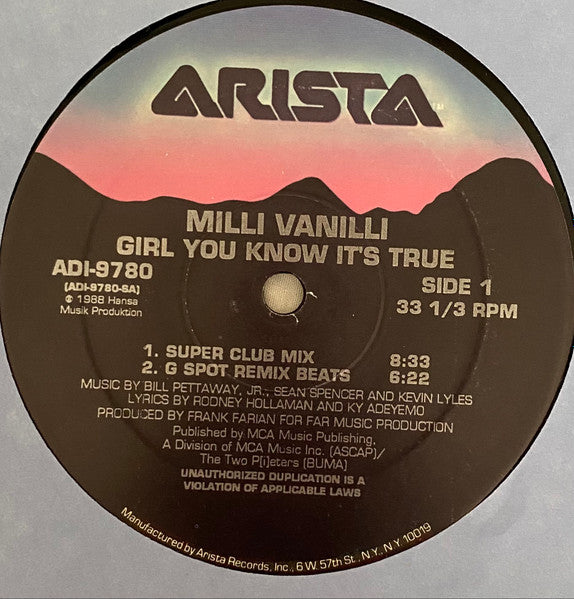 ARISTA™
MILLI VANILLI
GIRL YOU KNOW IT'S TRUE
ADI-9780
(ADI-9780-SA)
℗ 1988 Hansa
Musik Produktion
SIDE 1
33 1/3 RPM
1. SUPER CLUB MIX 8:33
2. G SPOT REMIX BEATS 6:22
MUSIC BY BILL PETTAWAY, JR., SEAN SPENCER AND KEVIN LYLES
LYRICS BY RODNEY HOLLAMAN AND KY ADEYEMO
PRODUCED BY FRANK FARIAN FOR FAR MUSIC PRODUCTION
Published by MCA Music Publishing,
A Division of MCA Music Inc. (ASCAP)/
The Two P[i]etars (BUMA)
UNAUTHORIZED DUPLICATION IS A
VIOLATION OF APPLICABLE LAWS
Manufactured by Arista Records, Inc., 6 W. 57th St., N.Y., N.Y. 10019